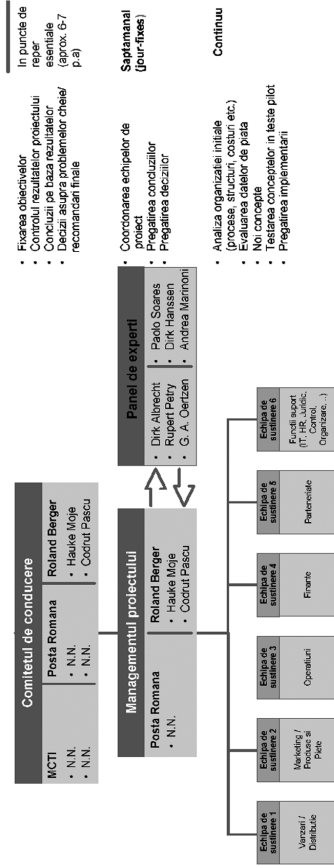 Comitetul de conducere
MCTI
• N.N.
• N.N.
Posta Romana
• N.N.
• N.N.
Roland Berger
• Hauke Moje
• Codrut Pascu
• Fixarea obiectivelor
• Controlul rezultatelor proiectului
• Concluzii pe baza rezultatelor
• Decizii asupra problemelor cheie/
recomandari finale
In puncte de
reper
esentiale
(aprox. 6-7
p.a)
Managementul proiectului
Posta Romana
• N.N.
Roland Berger
• Hauke Moje
• Codrut Pascu
Panel de experti
• Dirk Albrecht
• Rupert Petry
• G. A. Oertzen
• Paolo Soares
• Dirk Hanssen
• Andrea Marinoni
• Coordonarea echipelor de
proiect
• Pregatirea concluziilor
• Pregatirea deciziilor
Saptamanal
(jour-fixes)
Echipa de
sustinere 1
Vanzari /
Distributie
Echipa de
sustinere 2
Marketing /
Produse si
Piete
Echipa de
sustinere 3
Operatiuni
Echipa de
sustinere 4
Finante
Echipa de
sustinere 5
Parteneriate
Echipa de
sustinere 6
Functii suport
(IT, HR, Juridic,
Control,
Organizare, ...)
• Analiza organizatiei initiale
(procese, structuri, costuri etc.)
• Evaluarea datelor de piata
• Noi concepte
• Testarea conceptelor in teste pilot
• Pregatirea implementarii
Continuu